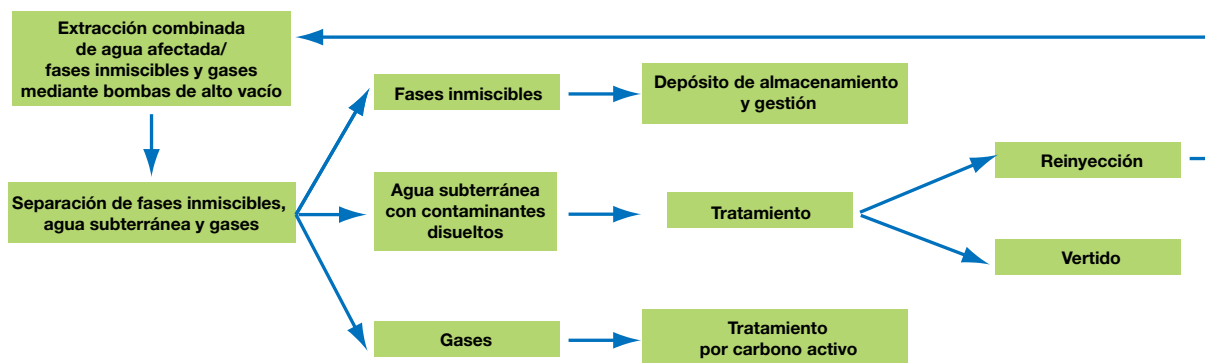 Extracción combinada
de agua afectada/
fases inmiscibles y gases
mediante bombas de alto vacío
Separación de fases inmiscibles,
agua subterránea y gases
Fases inmiscibles
Depósito de almacenamiento
y gestión
Agua subterránea
con contaminantes
disueltos
Tratamiento
Reinyección
Vertido
Gases
Tratamiento
por carbono activo